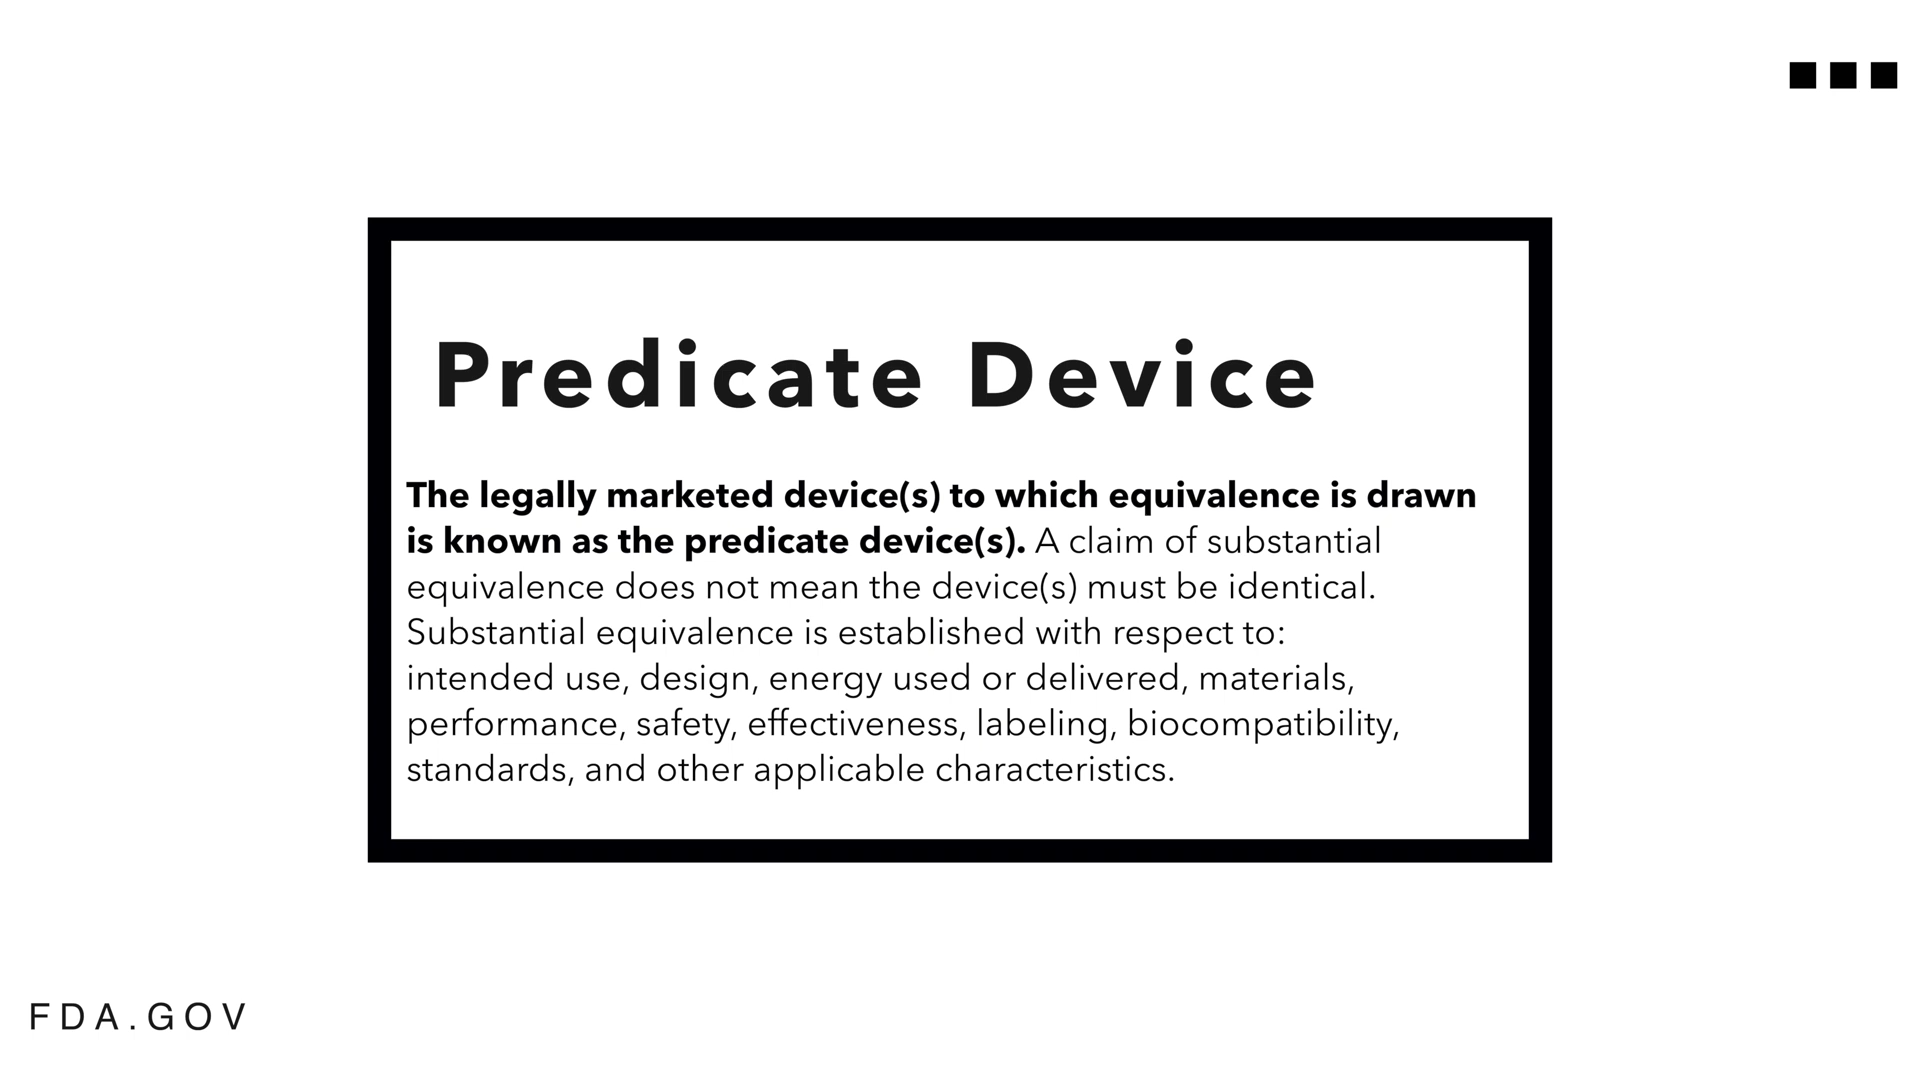 Predicate Device
The legally marketed device(s) to which equivalence is drawn
is known as the predicate device(s). A claim of substantial
equivalence does not mean the device(s) must be identical.
Substantial equivalence is established with respect to:
intended use, design, energy used or delivered, materials,
performance, safety, effectiveness, labeling, biocompatibility,
standards, and other applicable characteristics.
FDA.GOV